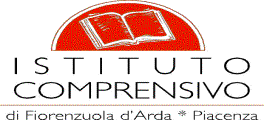 ISTITUTO
COMPRENSIVO
di Fiorenzuola d'Arda * Piacenza